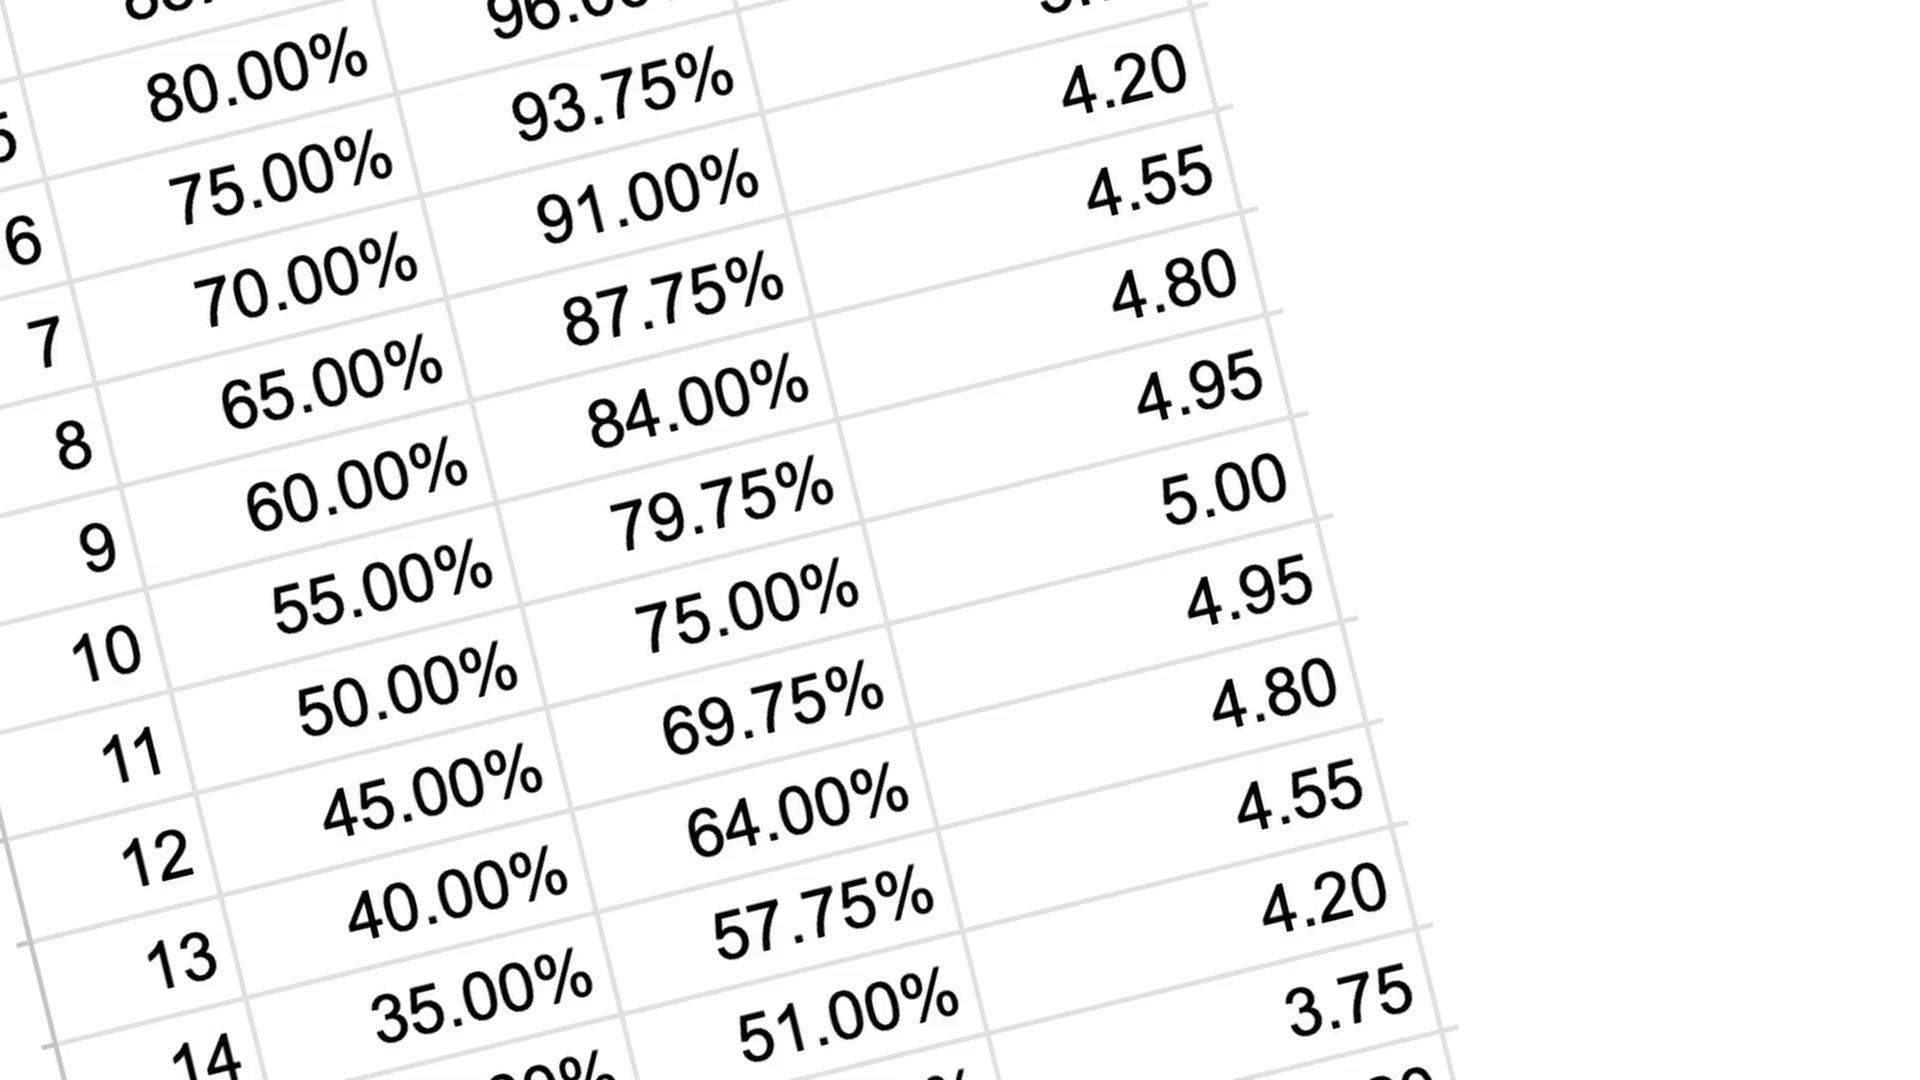 5 80.00%
6 75.00% 93.75%
7 70.00% 91.00% 4.20
8 65.00% 87.75% 4.55
9 60.00% 84.00% 4.80
10 55.00% 79.75% 4.95
11 50.00% 75.00% 5.00
12 45.00% 69.75% 4.95
13 40.00% 64.00% 4.80
14 35.00% 57.75% 4.55
51.00% 4.20
3.75